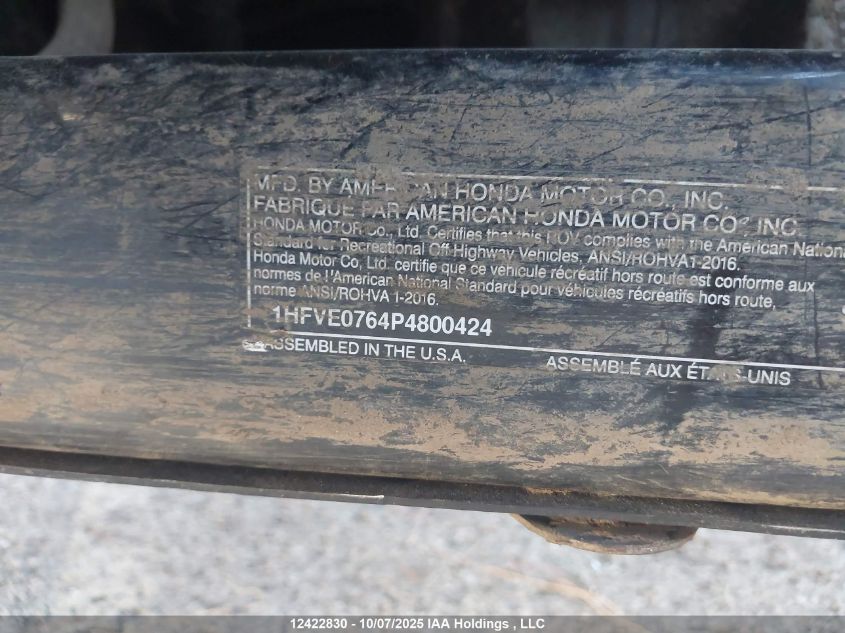 MFD. BY AMERICAN HONDA MOTOR CO., INC.
FABRIQUE PAR AMERICAN HONDA MOTOR CO., INC.
HONDA MOTOR Co., Ltd. Certifies that this ROV complies with the American National
Standard for Recreational Off-Highway Vehicles, ANSI/ROHVA1-2016.
Honda Motor Co, Ltd. certifie que ce véhicule récréatif hors route est conforme aux
normes de l'American National Standard pour véhicules récréatifs hors route,
norme ANSI/ROHVA 1-2016.
1HFVE0764P4800424
ASSEMBLED IN THE U.S.A. ASSEMBLÉ AUX ÉTATS-UNIS
12422830 - 10/07/2025 IAA Holdings , LLC